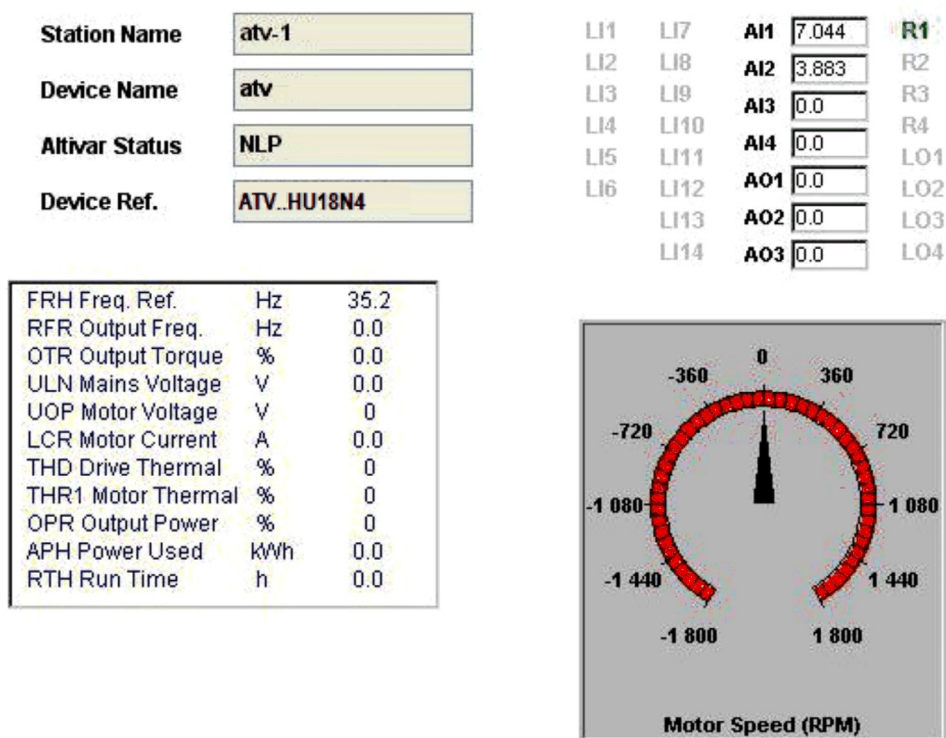 Station Name atv-1
Device Name atv
Altivar Status NLP
Device Ref. ATV..HU18N4
LI1 LI7 AI1 7.044 R1
LI2 LI8 AI2 3.883 R2
LI3 LI9 AI3 0.0 R3
LI4 LI10 AI4 0.0 R4
LI5 LI11 AO1 0.0 LO1
LI6 LI12 AO2 0.0 LO2
LI13 AO3 0.0 LO3
LI14 LO4
FRH Freq. Ref. Hz 35.2
RFR Output Freq. Hz 0.0
OTR Output Torque % 0.0
ULN Mains Voltage V 0.0
UOP Motor Voltage V 0
LCR Motor Current A 0.0
THD Drive Thermal % 0
THR1 Motor Thermal % 0
OPR Output Power % 0
APH Power Used kWh 0.0
RTH Run Time h 0.0
0
-360 360
-720 720
-1 080 1 080
-1 440 1 440
-1 800 1 800
Motor Speed (RPM)